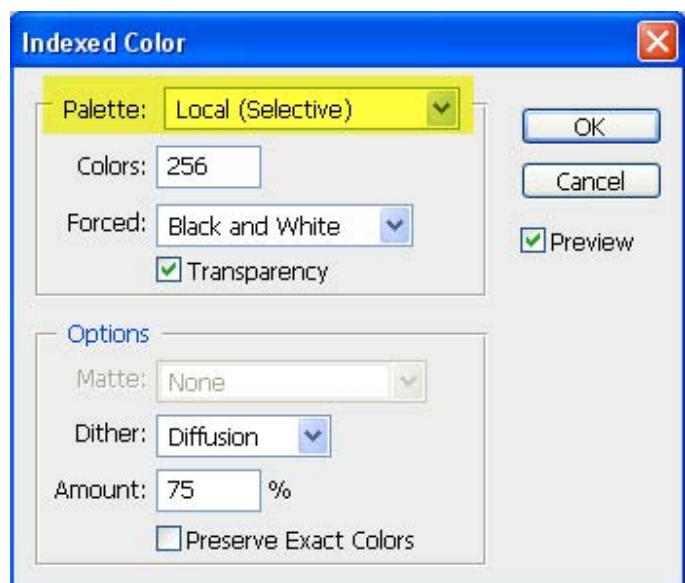 Indexed Color
Palette: Local (Selective)
OK
Colors: 256
Cancel
Forced: Black and White
Preview
Transparency
Options
Matte: None
Dither: Diffusion
Amount: 75 %
Preserve Exact Colors